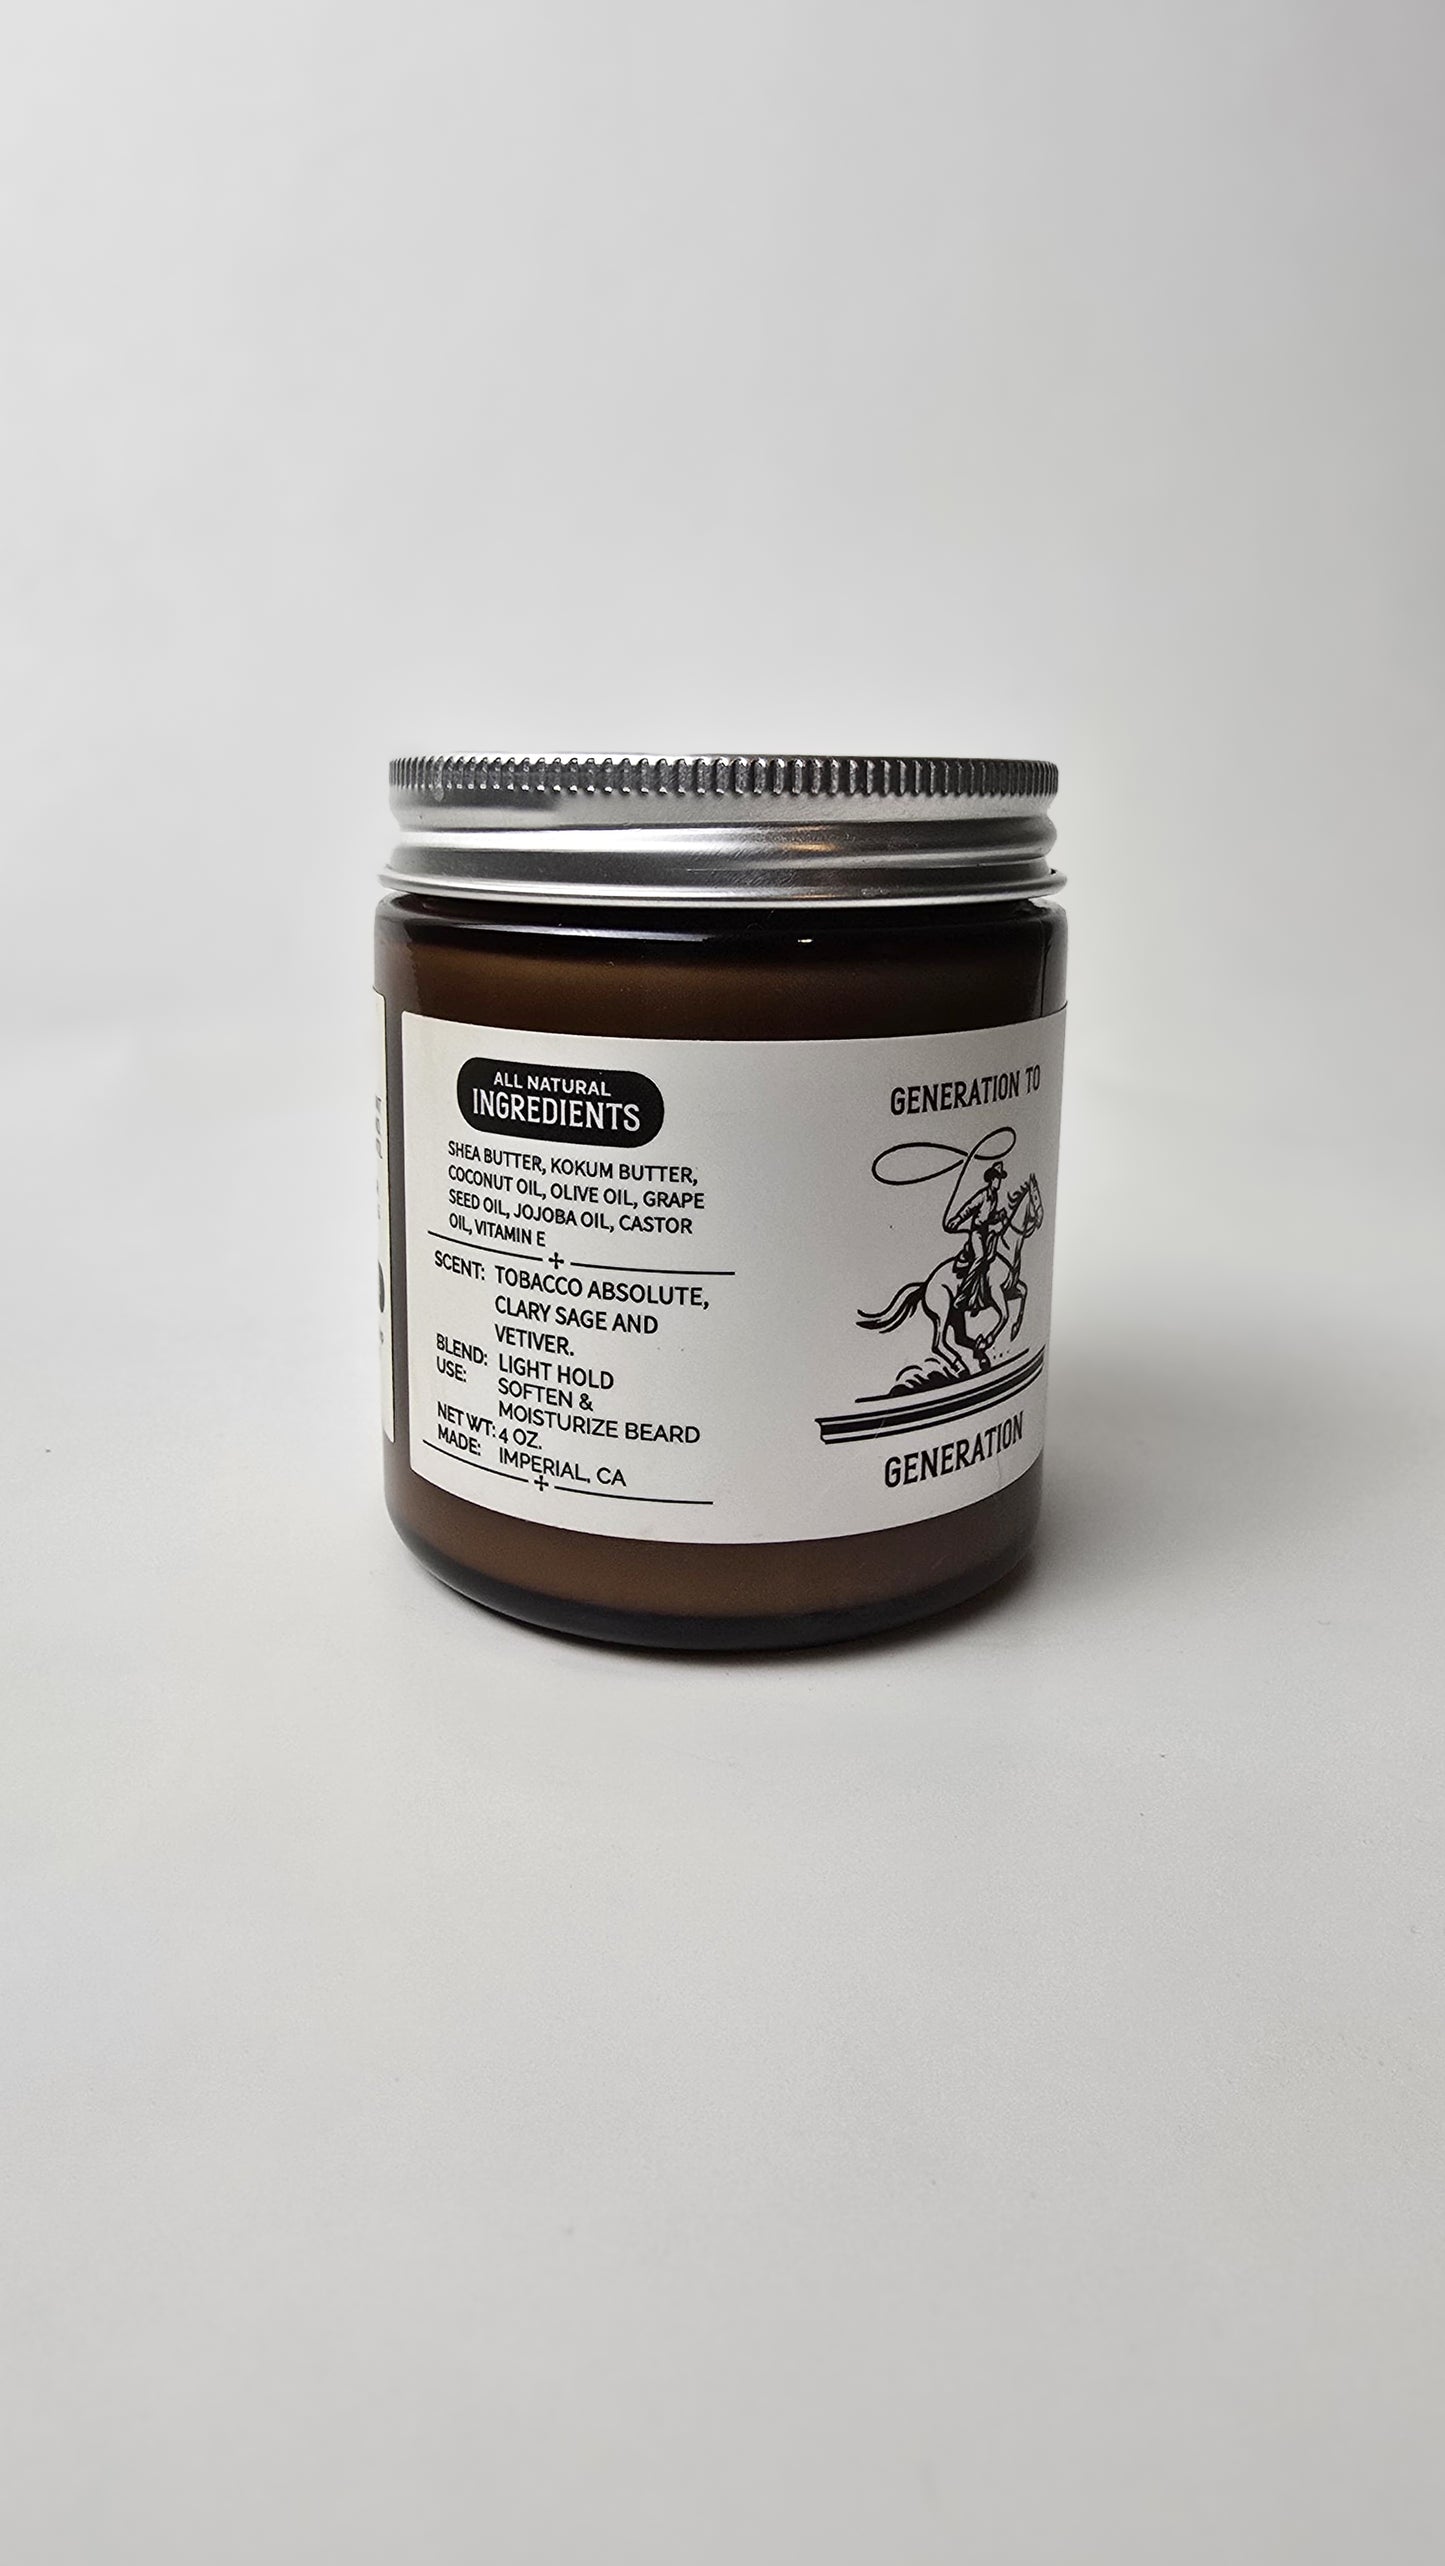 ALL NATURAL
INGREDIENTS
SHEA BUTTER, KOKUM BUTTER,
COCONUT OIL, OLIVE OIL, GRAPE
SEED OIL, JOJOBA OIL, CASTOR
OIL, VITAMIN E
SCENT: TOBACCO ABSOLUTE,
CLARY SAGE AND
VETIVER.
BLEND: LIGHT HOLD
USE: SOFTEN &
MOISTURIZE BEARD
NET WT: 4 OZ.
MADE: IMPERIAL, CA
GENERATION TO
GENERATION